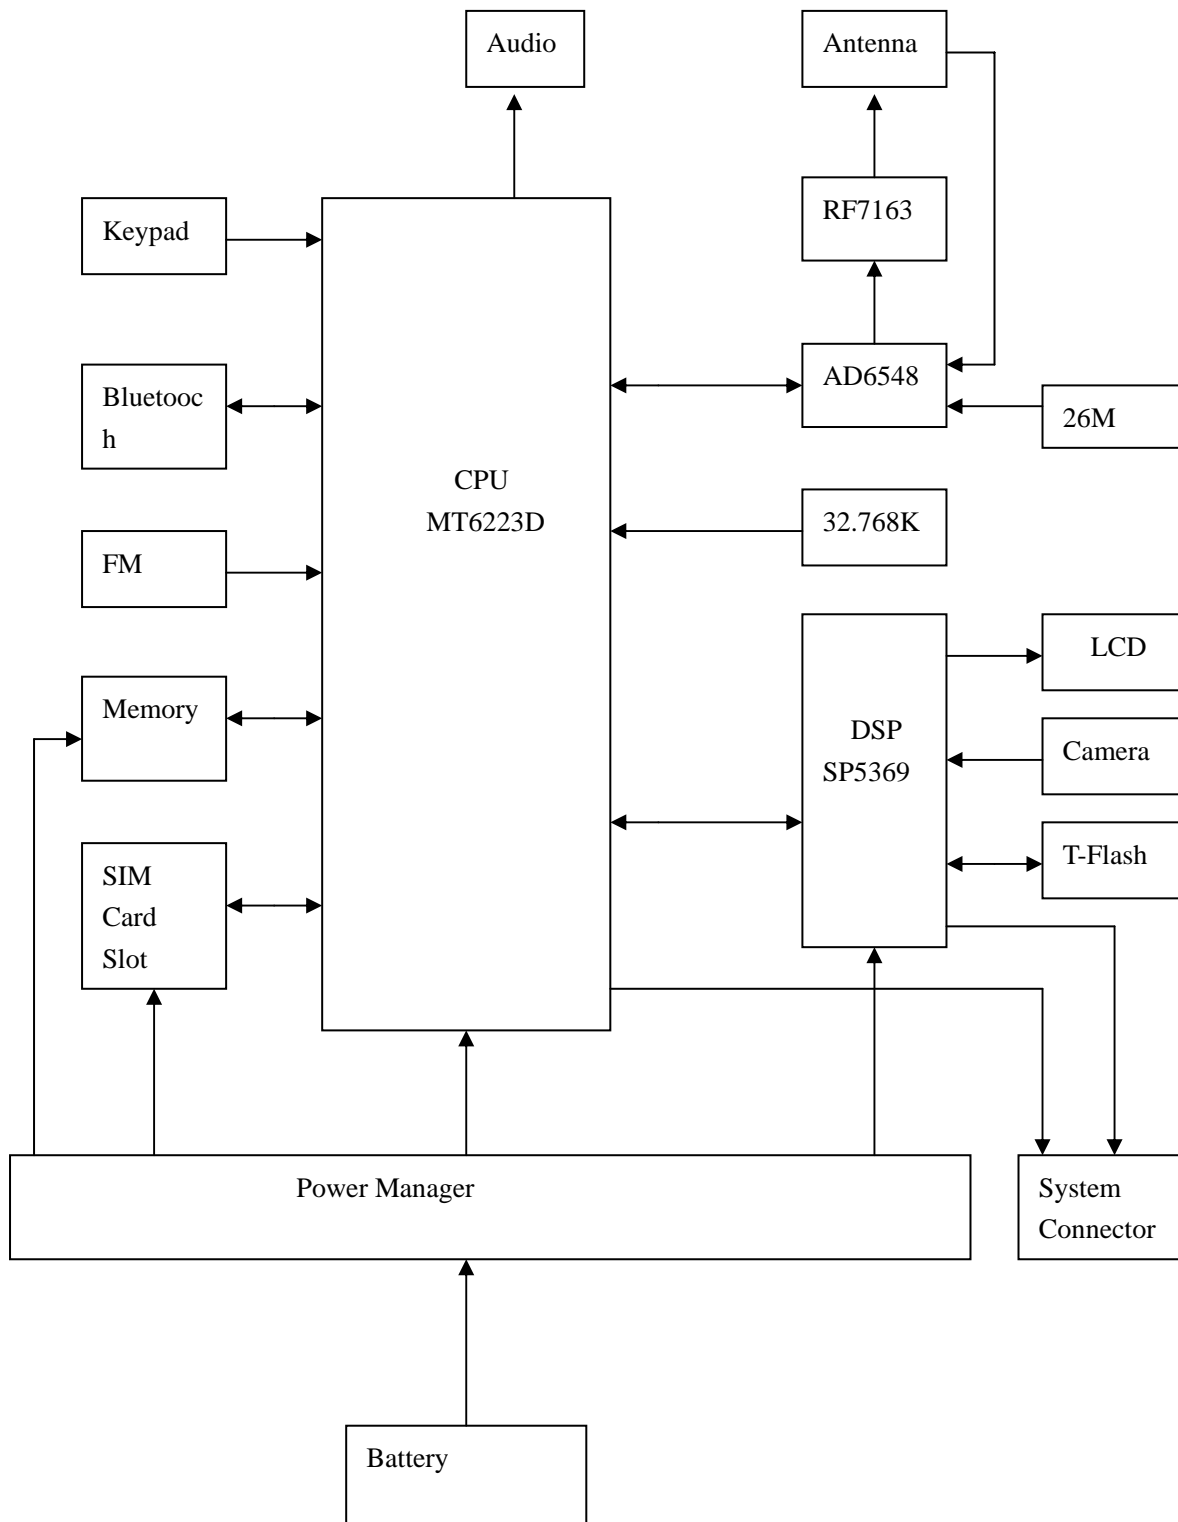 Audio
Antenna
Keypad
RF7163
Bluetooc
h
AD6548
26M
CPU
MT6223D
32.768K
FM
LCD
Memory
DSP
SP5369
Camera
T-Flash
SIM
Card
Slot
Power Manager
System
Connector
Battery